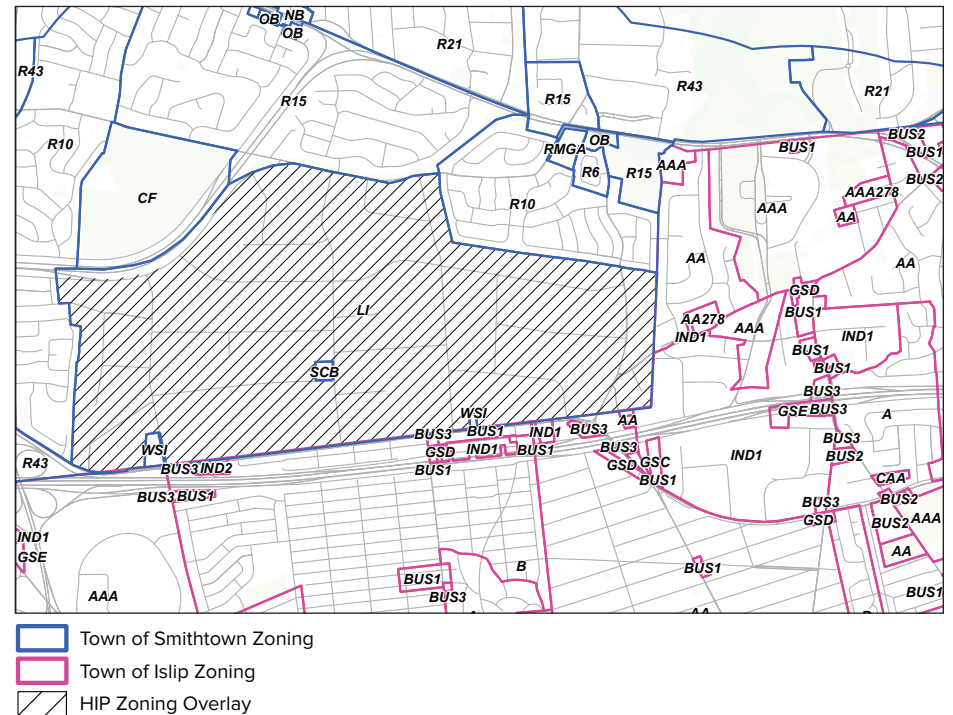 NB
OB
OB
R21
R43
R43
R15
R15
R21
R10
BUS2
OB
BUS1
BUS1
RMGA
AAA
R6
R15
BUS2
CF
AAA278
R10
AAA
AA
AA
AA
GSD
LI
BUS1
AA278
AAA
IND1
IND1
BUS1
BUS1
SCB
BUS3
WSI
GSE
BUS3
A
AA
BUS3
BUS1
IND1
BUS3
BUS3
BUS3
WSI
GSD
IND1
BUS1
BUS2
R43
BUS3
IND2
BUS1
GSD
GSC
IND1
BUS1
CAA
BUS3
BUS1
BUS3
BUS2
GSD
BUS2
AAA
IND1
AA
GSE
BUS1
B
BUS1
AAA
BUS3
BUS1
AA
Town of Smithtown Zoning
Town of Islip Zoning
HIP Zoning Overlay